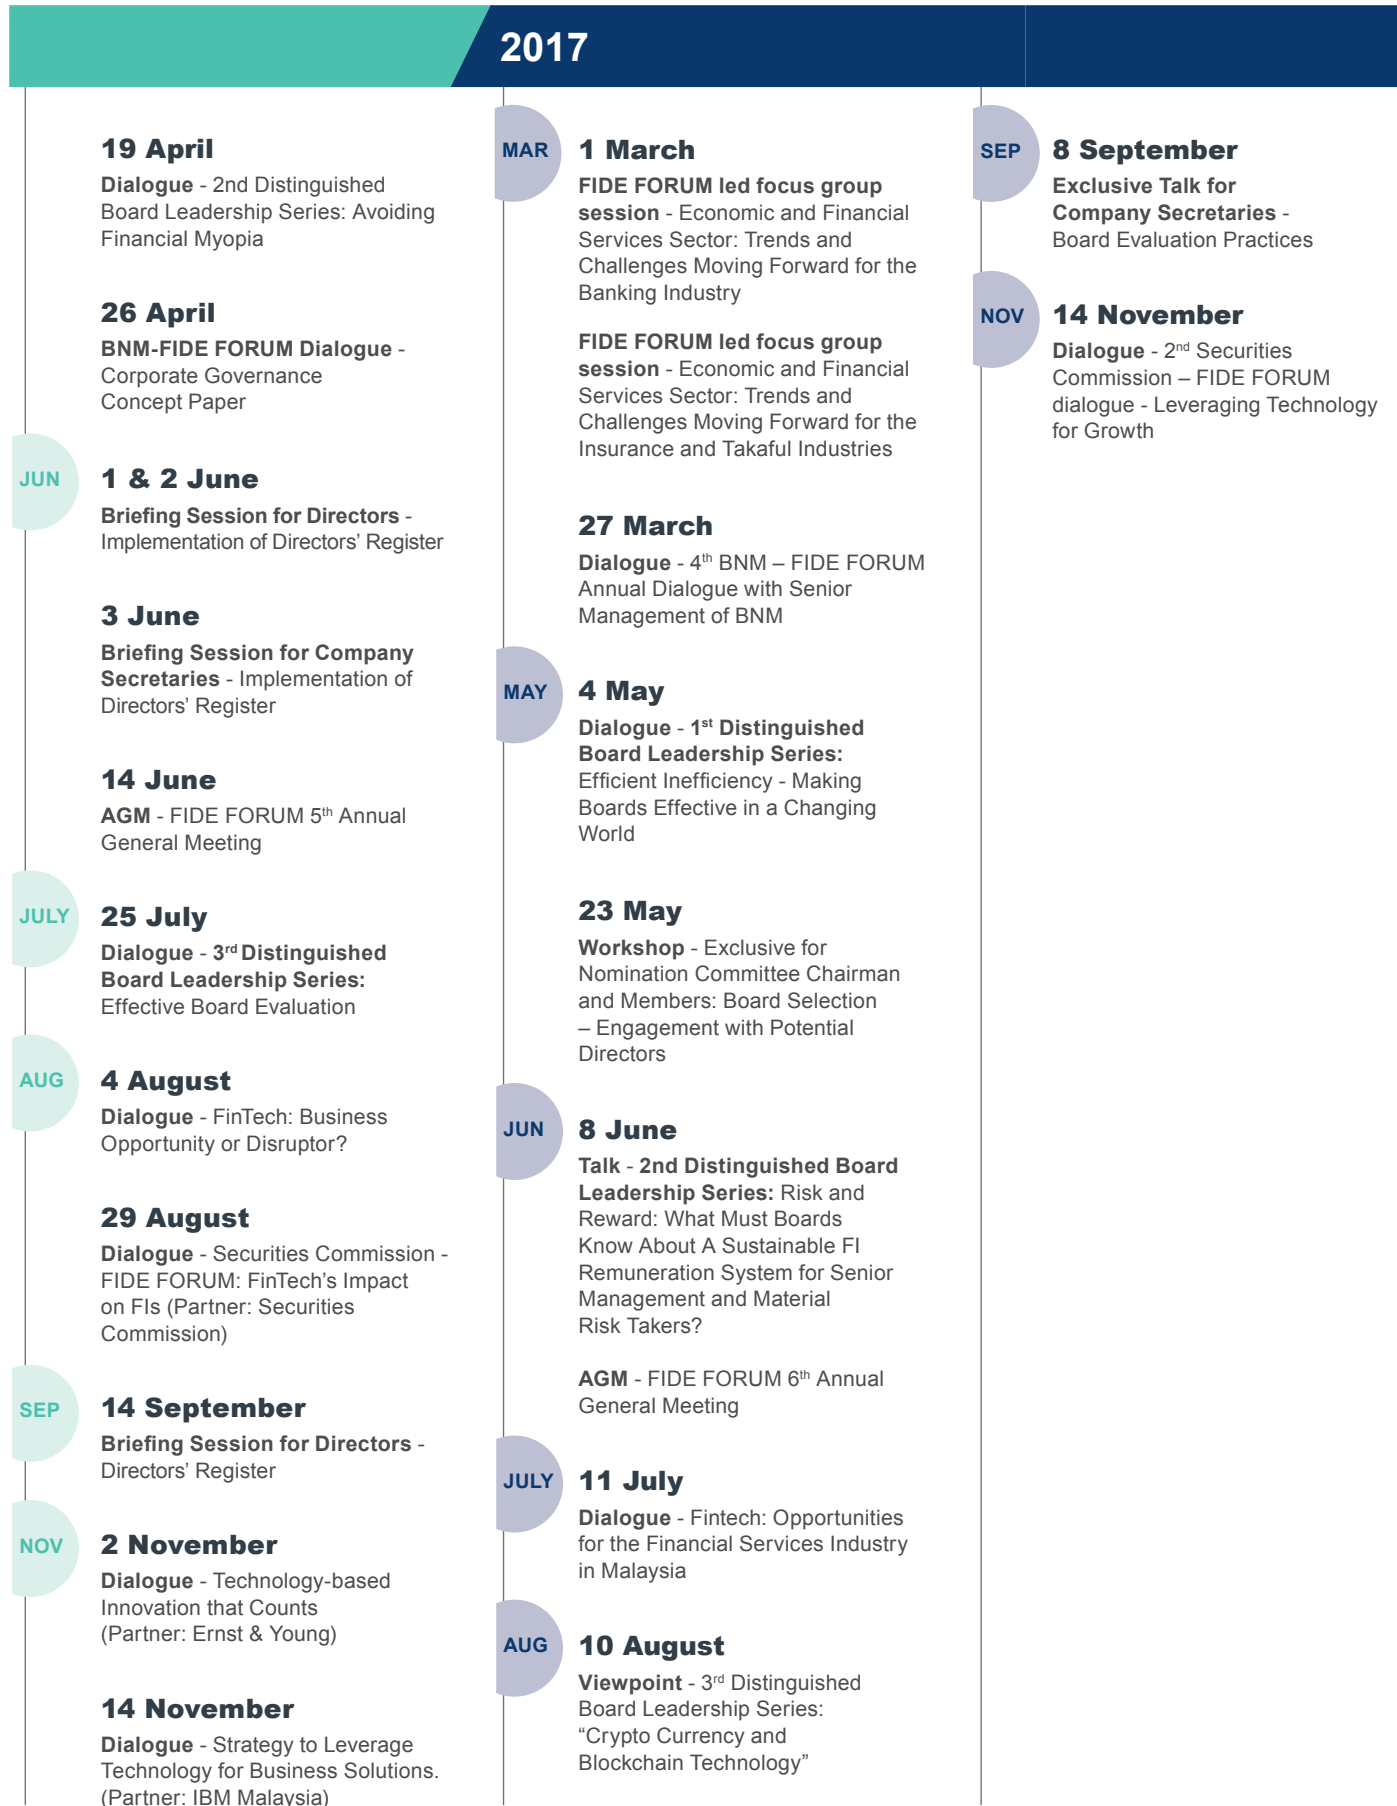 2017
19 April
Dialogue - 2nd Distinguished
Board Leadership Series: Avoiding
Financial Myopia
26 April
BNM-FIDE FORUM Dialogue -
Corporate Governance
Concept Paper
JUN
1 & 2 June
Briefing Session for Directors -
Implementation of Directors’ Register
3 June
Briefing Session for Company
Secretaries - Implementation of
Directors’ Register
14 June
AGM - FIDE FORUM 5th Annual
General Meeting
JULY
25 July
Dialogue - 3rd Distinguished
Board Leadership Series:
Effective Board Evaluation
AUG
4 August
Dialogue - FinTech: Business
Opportunity or Disruptor?
29 August
Dialogue - Securities Commission -
FIDE FORUM: FinTech’s Impact
on FIs (Partner: Securities
Commission)
SEP
14 September
Briefing Session for Directors -
Directors’ Register
NOV
2 November
Dialogue - Technology-based
Innovation that Counts
(Partner: Ernst & Young)
14 November
Dialogue - Strategy to Leverage
Technology for Business Solutions.
(Partner: IBM Malaysia)
MAR
1 March
FIDE FORUM led focus group
session - Economic and Financial
Services Sector: Trends and
Challenges Moving Forward for the
Banking Industry
FIDE FORUM led focus group
session - Economic and Financial
Services Sector: Trends and
Challenges Moving Forward for the
Insurance and Takaful Industries
27 March
Dialogue - 4th BNM – FIDE FORUM
Annual Dialogue with Senior
Management of BNM
MAY
4 May
Dialogue - 1st Distinguished
Board Leadership Series:
Efficient Inefficiency - Making
Boards Effective in a Changing
World
23 May
Workshop - Exclusive for
Nomination Committee Chairman
and Members: Board Selection
– Engagement with Potential
Directors
JUN
8 June
Talk - 2nd Distinguished Board
Leadership Series: Risk and
Reward: What Must Boards
Know About A Sustainable FI
Remuneration System for Senior
Management and Material
Risk Takers?
AGM - FIDE FORUM 6th Annual
General Meeting
JULY
11 July
Dialogue - Fintech: Opportunities
for the Financial Services Industry
in Malaysia
AUG
10 August
Viewpoint - 3rd Distinguished
Board Leadership Series:
“Crypto Currency and
Blockchain Technology”
SEP
8 September
Exclusive Talk for
Company Secretaries -
Board Evaluation Practices
NOV
14 November
Dialogue - 2nd Securities
Commission – FIDE FORUM
dialogue - Leveraging Technology
for Growth